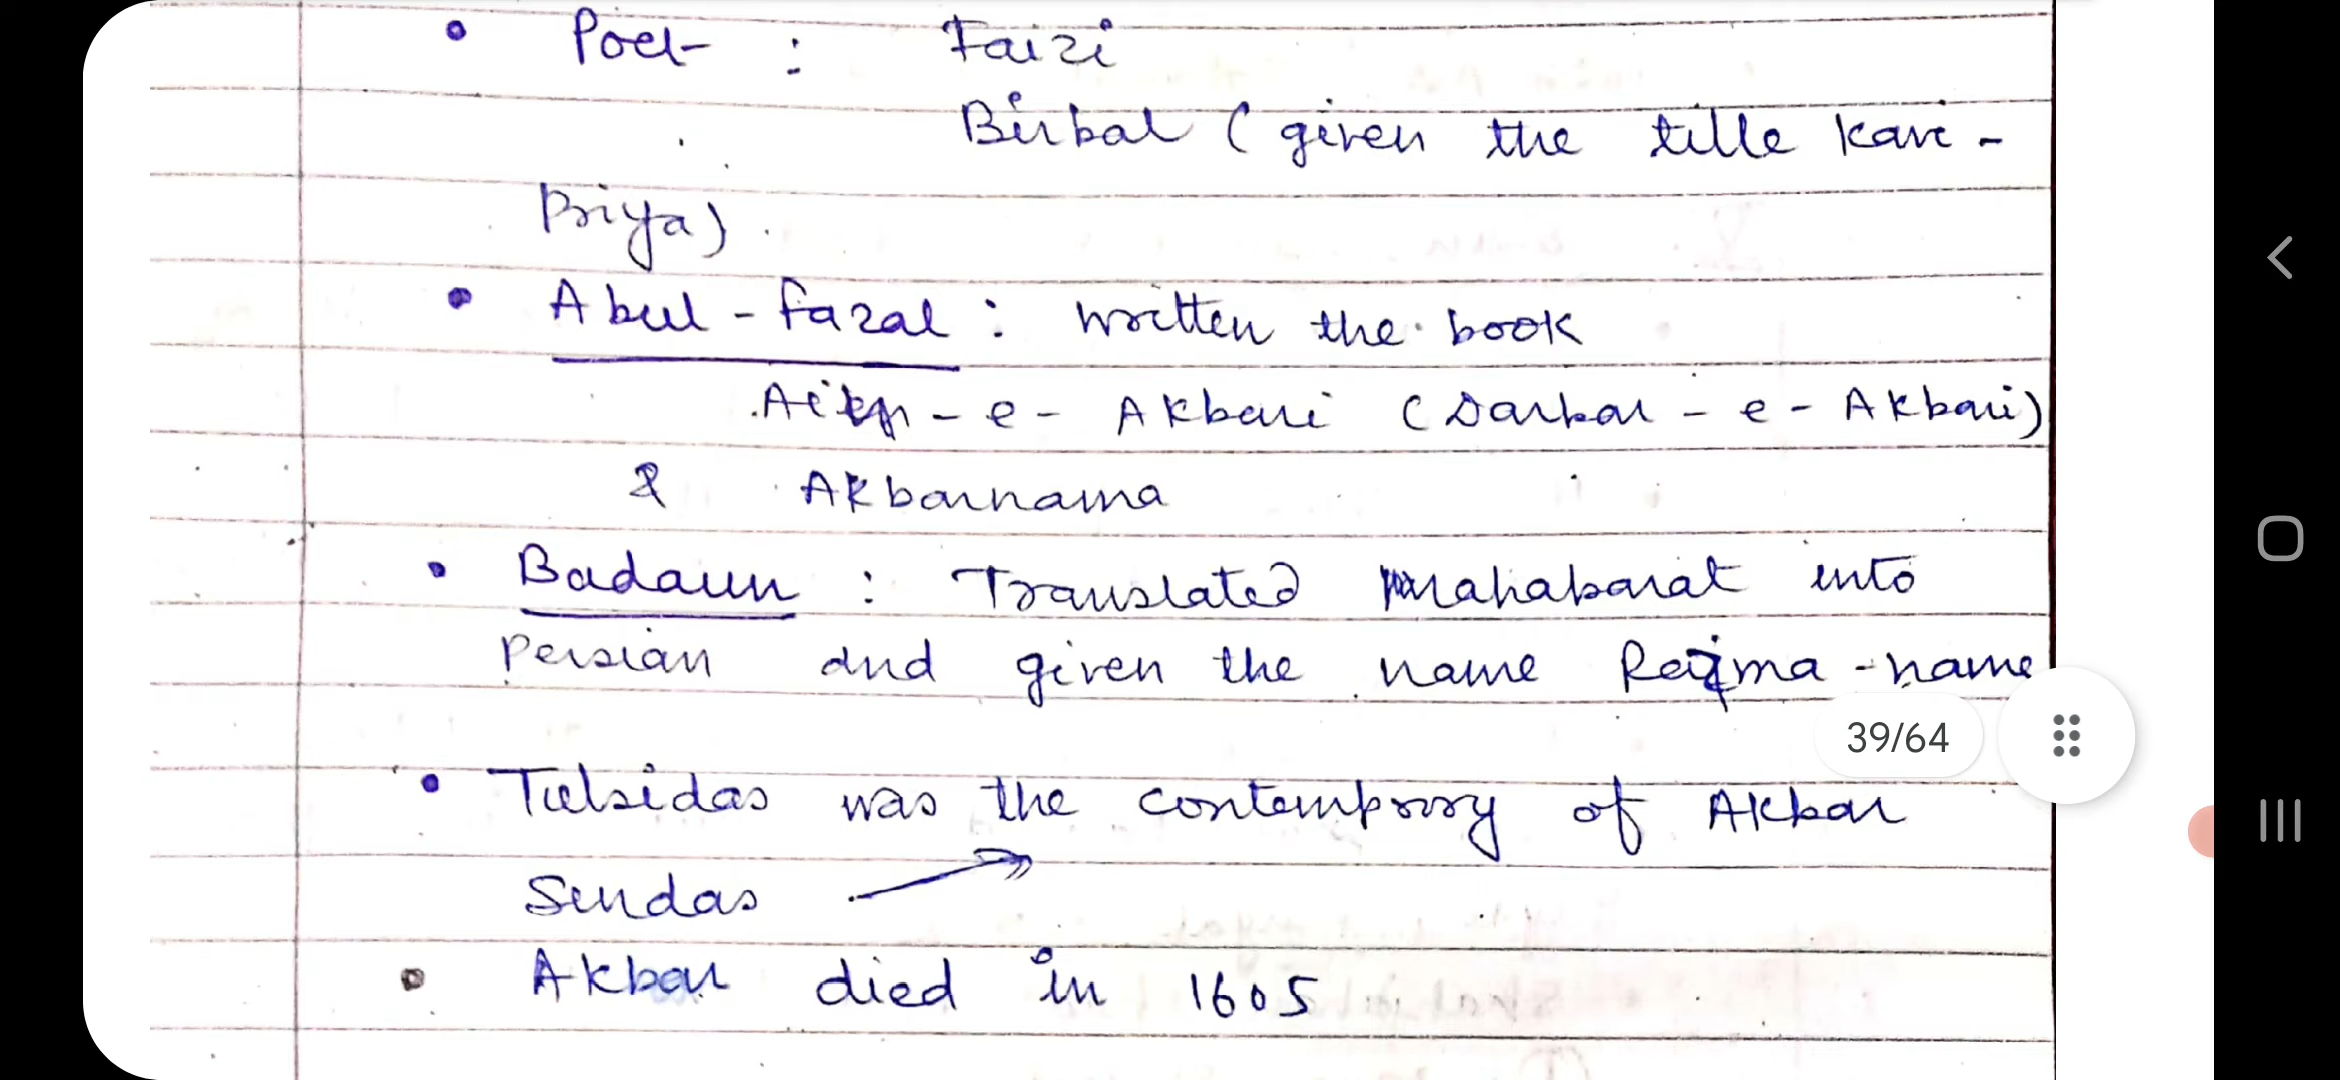 Poet : Faizi
Birbal (given the title Kavi -
Priya).
Abul - fazal : written the book
Ain - e - Akbari (Darbar - e - Akbari)
& Akbarnama
Badaun : Translated Mahabarat into
Persian and given the name Razma - name
39/64
Tulsidas was the contemprory of Akbar
Surdas
Akbar died in 1605